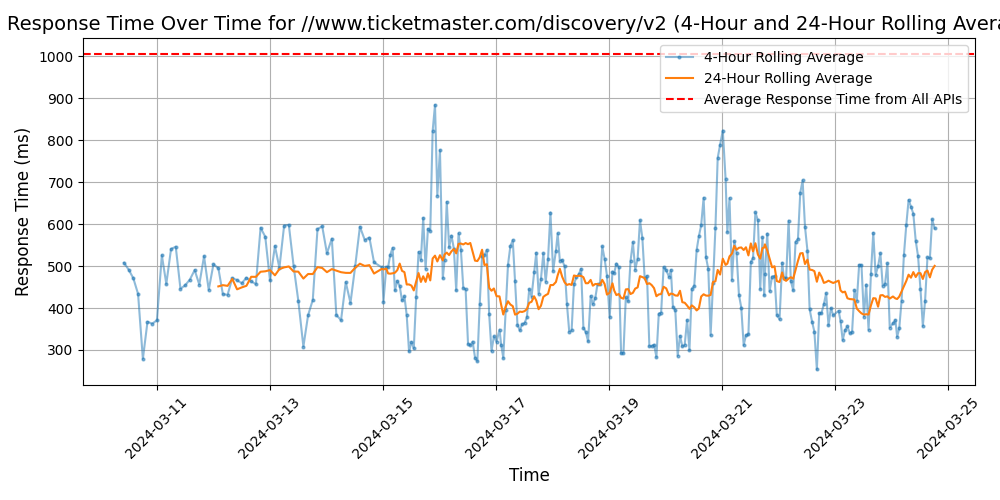 Response Time Over Time for //www.ticketmaster.com/discovery/v2 (4-Hour and 24-Hour Rolling Avera
4-Hour Rolling Average
24-Hour Rolling Average
Average Response Time from All APIs
Response Time (ms)
1000
900
800
700
600
500
400
300
2024-03-11
2024-03-13
2024-03-15
2024-03-17
2024-03-19
2024-03-21
2024-03-23
2024-03-25
Time